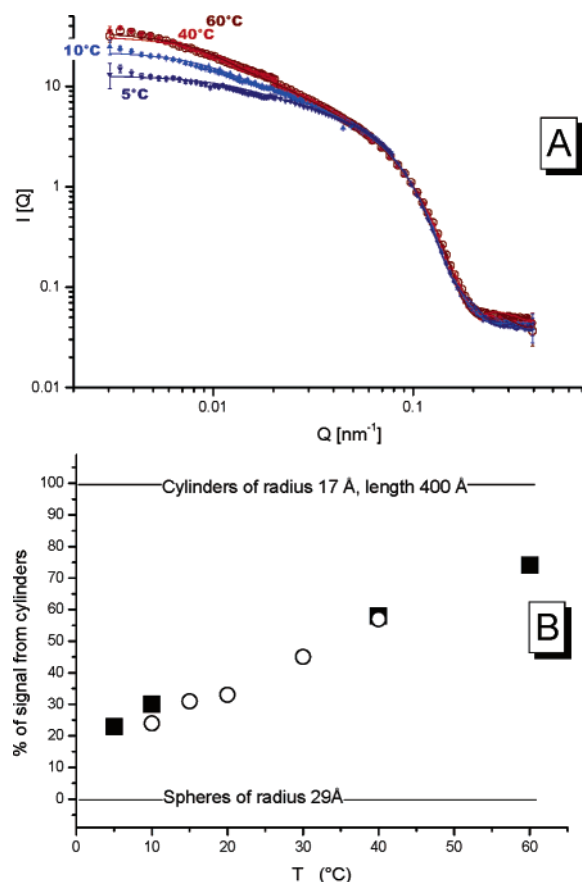 60°C
40°C
10°C
5°C
A
10
1
0.1
0.01
I [Q]
0.01 0.1
Q [nm⁻¹]
100
90
80
70
60
50
40
30
20
10
0
% of signal from cylinders
Cylinders of radius 17 Å, length 400 Å
B
Spheres of radius 29Å
0 10 20 30 40 50 60
T (°C)